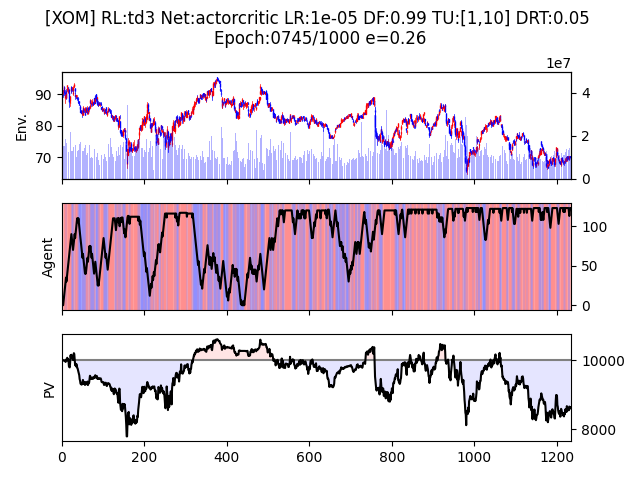 [XOM] RL:td3 Net:actorcritic LR:1e-05 DF:0.99 TU:[1,10] DRT:0.05
Epoch:0745/1000 e=0.26
1e7
Env.
90
80
70
4
2
0
Agent
100
50
0
PV
10000
8000
0 200 400 600 800 1000 1200